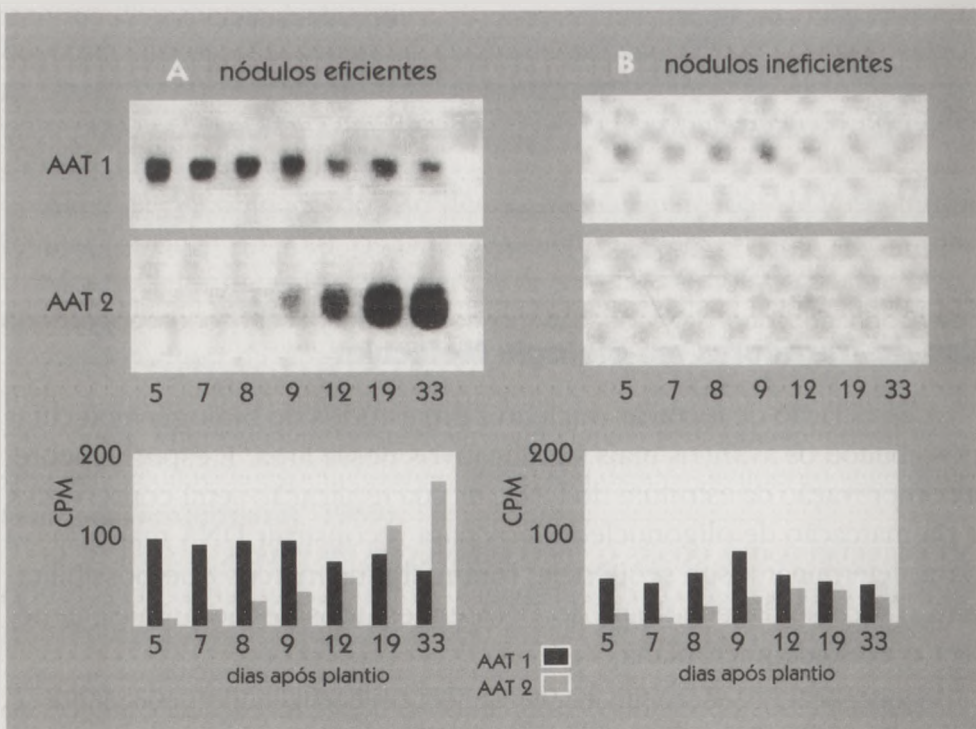 A nódulos eficientes
B nódulos ineficientes
AAT 1
AAT 2
5 7 8 9 12 19 33
5 7 8 9 12 19 33
200
CPM
100
5 7 8 9 12 19 33
dias após plantio
200
CPM
100
5 7 8 9 12 19 33
dias após plantio
AAT 1
AAT 2